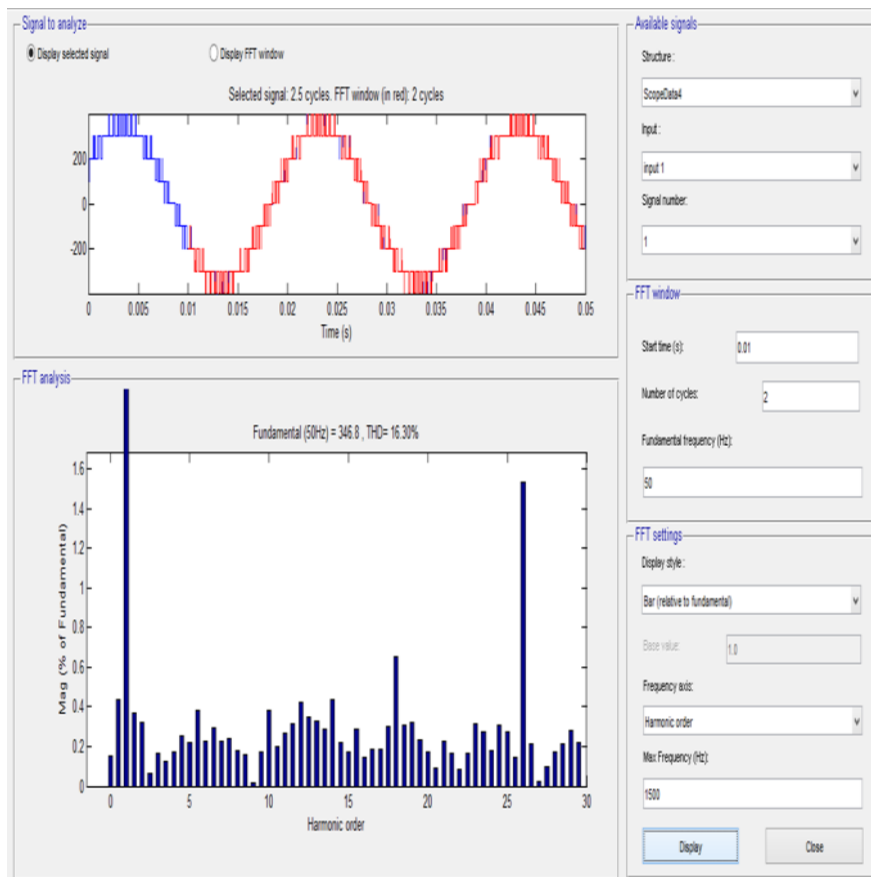 Signal to analyze
Display selected signal
Display FFT window
Selected signal: 2.5 cycles. FFT window (in red): 2 cycles
200
0
-200
0 0.005 0.01 0.015 0.02 0.025 0.03 0.035 0.04 0.045 0.05
Time (s)
FFT analysis
Fundamental (50Hz) = 346.8 , THD= 16.30%
1.6
1.4
1.2
1
0.8
0.6
0.4
0.2
0
Mag (% of Fundamental)
0 5 10 15 20 25 30
Harmonic order
Available signals
Structure :
ScopeData4
Input :
input 1
Signal number:
1
FFT window
Start time (s):
0.01
Number of cycles:
2
Fundamental frequency (Hz):
50
FFT settings
Display style :
Bar (relative to fundamental)
Base value:
1.0
Frequency axis:
Harmonic order
Max Frequency (Hz):
1500
Display
Close